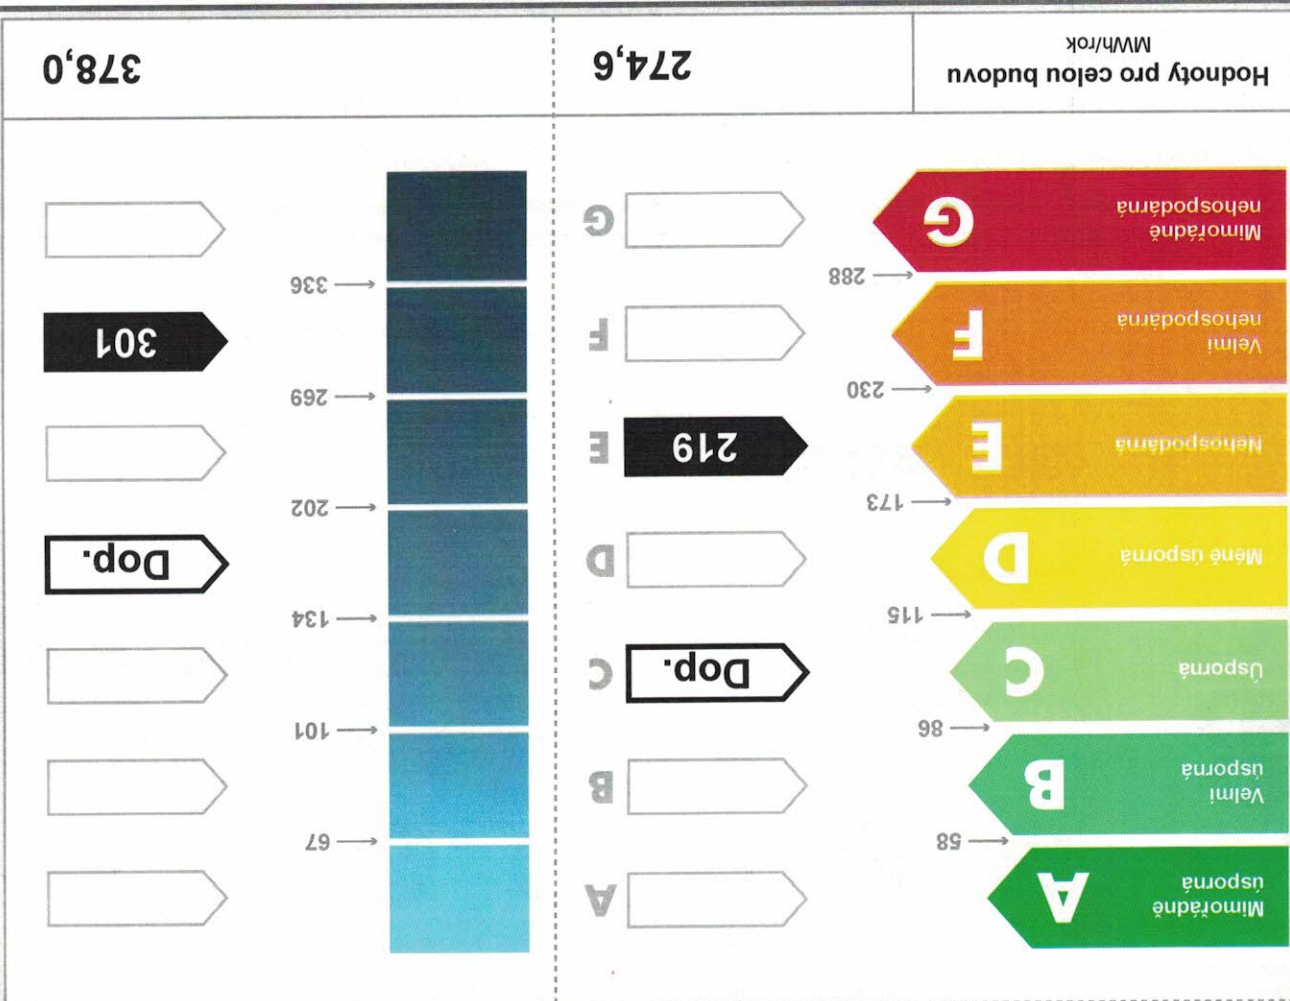 Mimořádně
úsporná
A
A
58
67
Velmi
úsporná
B
B
86
101
Úsporná
C
Dop.
C
115
134
Méně úsporná
D
D
Dop.
173
202
Nehospodárná
E
219
E
230
269
Velmi
nehospodárná
F
F
301
288
336
Mimořádně
nehospodárná
G
G
Hodnoty pro celou budovu
MWh/rok
274,6
378,0